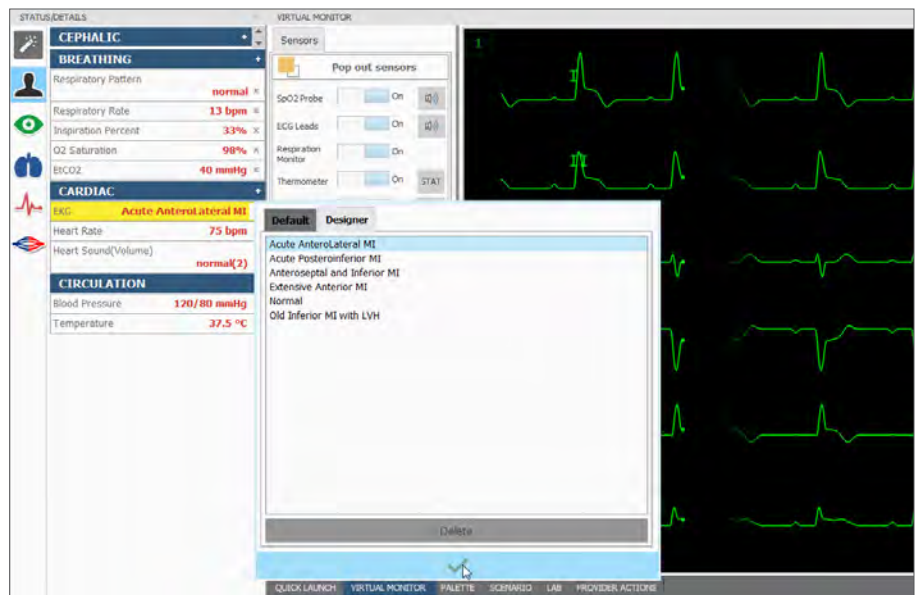 STATUS/DETAILS
VIRTUAL MONITOR
CEPHALIC +
BREATHING +
Respiratory Pattern
normal ×
Respiratory Rate 13 bpm ×
Inspiration Percent 33% ×
O2 Saturation 98% ×
EtCO2 40 mmHg ×
CARDIAC +
EKG Acute AnteroLateral MI
Heart Rate 75 bpm
Heart Sound(Volume)
normal(2)
CIRCULATION
Blood Pressure 120/80 mmHg
Temperature 37.5 °C
Sensors
Pop out sensors
SpO2 Probe On
ECG Leads On
Respiration
Monitor On
Thermometer On STAT
1
I
II
Default Designer
Acute AnteroLateral MI
Acute Posteroinferior MI
Anteroseptal and Inferior MI
Extensive Anterior MI
Normal
Old Inferior MI with LVH
Delete
QUICK LAUNCH VIRTUAL MONITOR PALETTE SCENARIO LAB PROVIDER ACTIONS